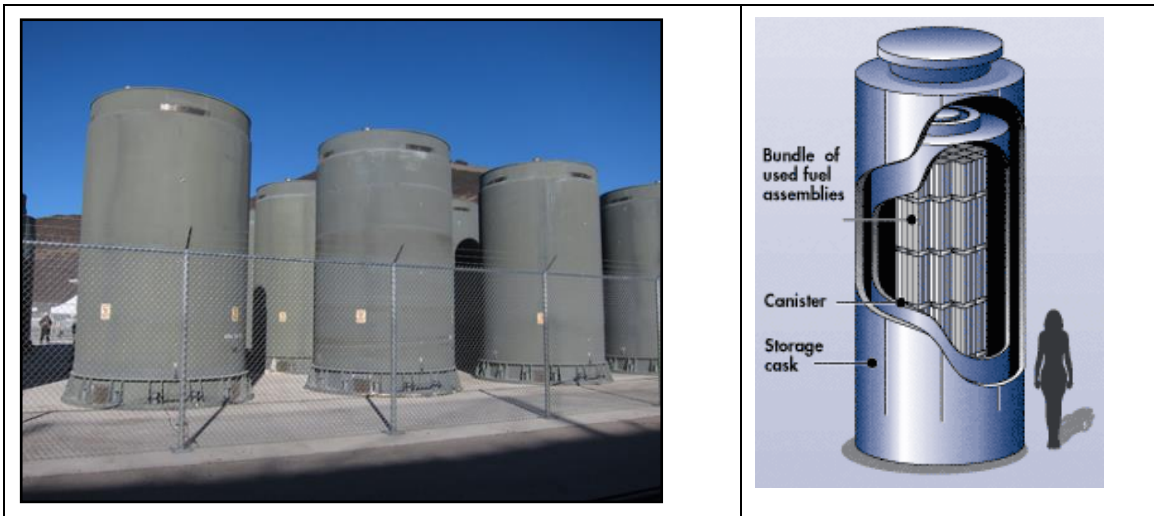 Bundle of
used fuel
assemblies
Canister
Storage
cask